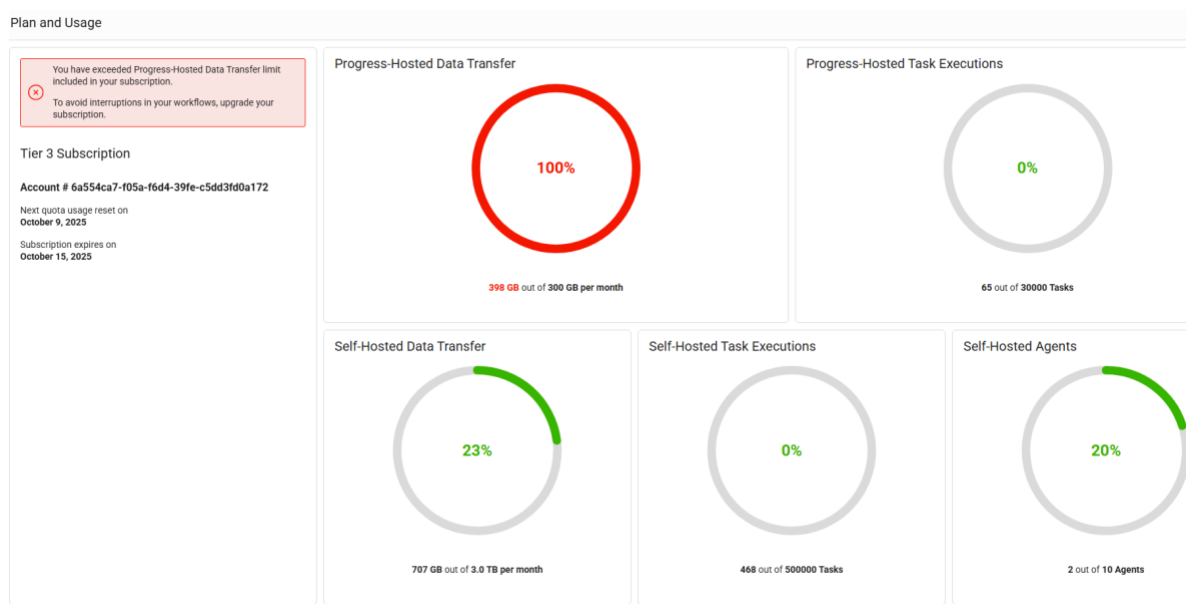 Plan and Usage
You have exceeded Progress-Hosted Data Transfer limit
included in your subscription.
To avoid interruptions in your workflows, upgrade your
subscription.
Tier 3 Subscription
Account # 6a554ca7-f05a-f6d4-39fe-c5dd3fd0a172
Next quota usage reset on
October 9, 2025
Subscription expires on
October 15, 2025
Progress-Hosted Data Transfer
100%
398 GB out of 300 GB per month
Progress-Hosted Task Executions
0%
65 out of 30000 Tasks
Self-Hosted Data Transfer
23%
707 GB out of 3.0 TB per month
Self-Hosted Task Executions
0%
468 out of 500000 Tasks
Self-Hosted Agents
20%
2 out of 10 Agents